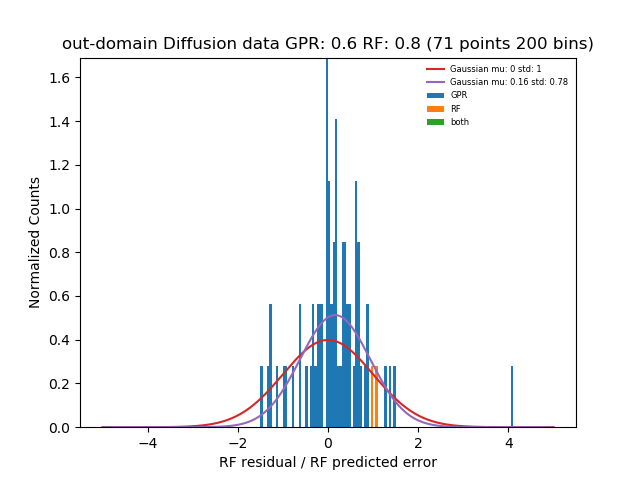 out-domain Diffusion data GPR: 0.6 RF: 0.8 (71 points 200 bins)
Gaussian mu: 0 std: 1
Gaussian mu: 0.16 std: 0.78
GPR
RF
both
Normalized Counts
1.6
1.4
1.2
1.0
0.8
0.6
0.4
0.2
0.0
−4 −2 0 2 4
RF residual / RF predicted error